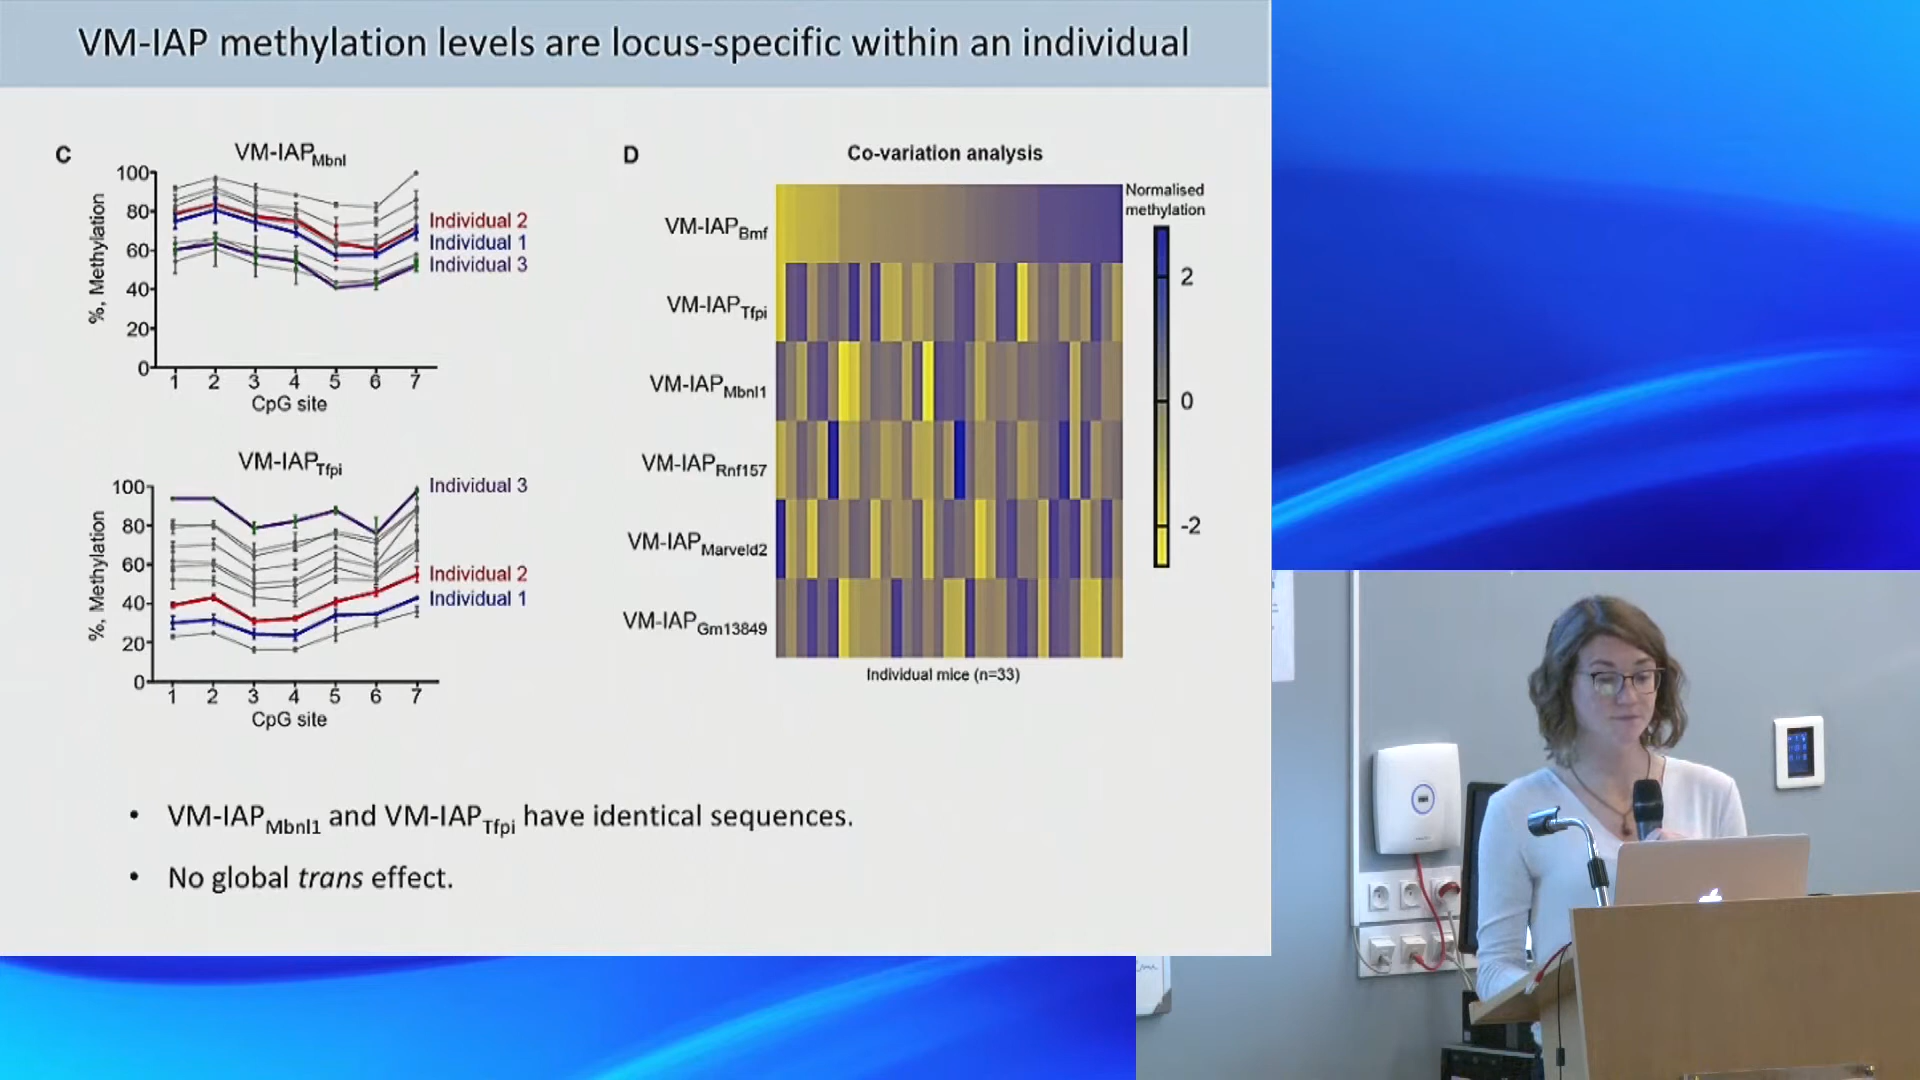 VM-IAP methylation levels are locus-specific within an individual
C
VM-IAPMbnl
100
80
60
40
20
0
%, Methylation
1 2 3 4 5 6 7
CpG site
Individual 2
Individual 1
Individual 3
VM-IAPTfpi
100
80
60
40
20
0
%, Methylation
1 2 3 4 5 6 7
CpG site
Individual 3
Individual 2
Individual 1
D
Co-variation analysis
VM-IAPBmf
VM-IAPTfpi
VM-IAPMbnl1
VM-IAPRnf157
VM-IAPMarveld2
VM-IAPGm13849
Individual mice (n=33)
Normalised
methylation
2
0
-2
• VM-IAPMbnl1 and VM-IAPTfpi have identical sequences.
• No global trans effect.